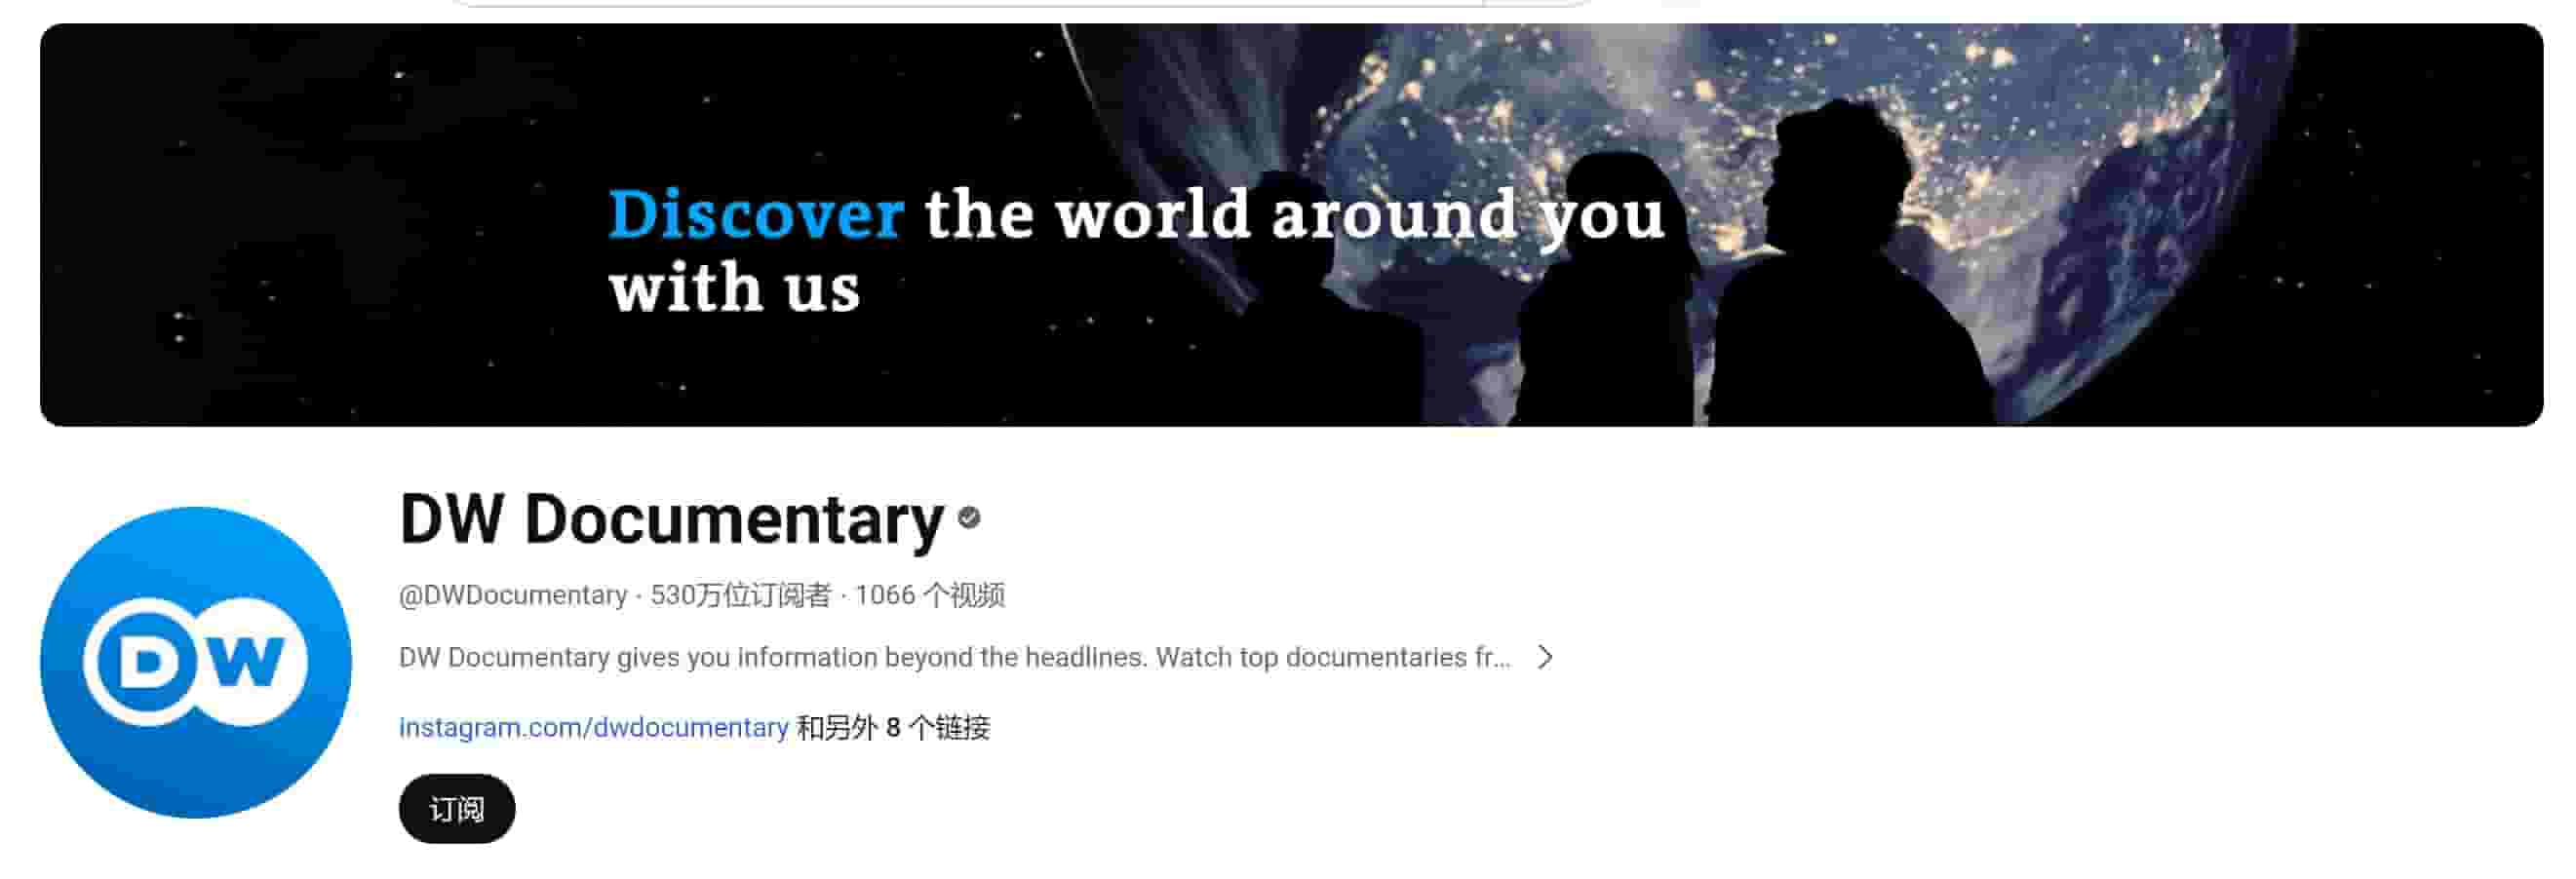 Discover the world around you
with us
DW Documentary
@DWDocumentary · 530万位订阅者 · 1066 个视频
DW
DW Documentary gives you information beyond the headlines. Watch top documentaries fr...
instagram.com/dwdocumentary 和另外 8 个链接
订阅